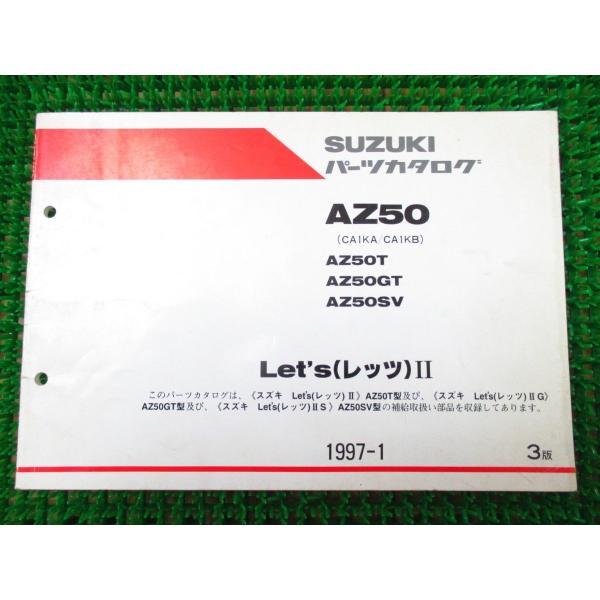 SUZUKI
パーツカタログ
AZ50
(CA1KA/CA1KB)
AZ50T
AZ50GT
AZ50SV
Let's(レッツ)II
このパーツカタログは、〈スズキ Let's(レッツ)II〉AZ50T型及び、〈スズキ Let's(レッツ)IIG〉
AZ50GT型及び、〈スズキ Let's(レッツ)IIS〉AZ50SV型の補給取扱い部品を収録してあります。
1997-1
3版